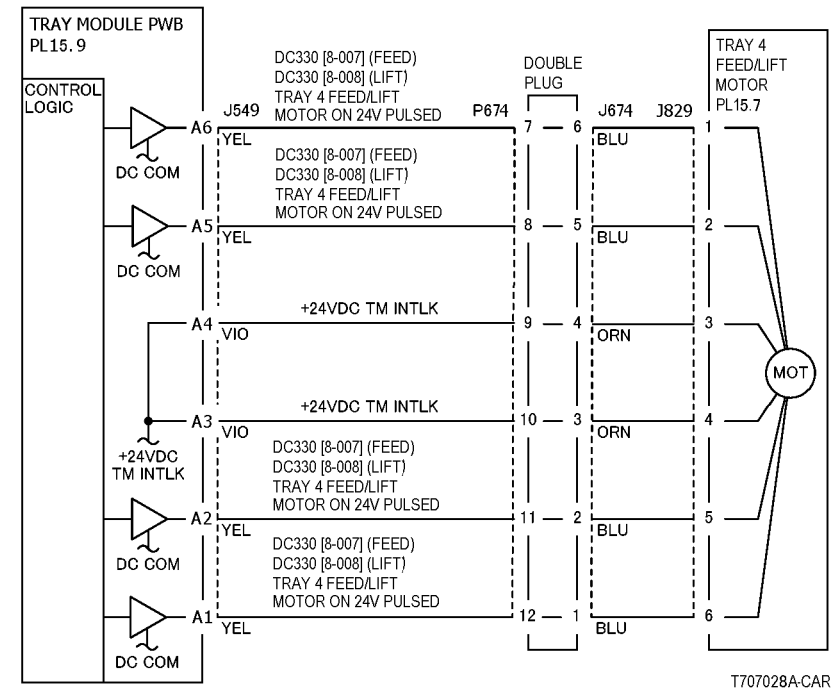 TRAY MODULE PWB
PL15.9
CONTROL
LOGIC
DC330 [8-007] (FEED)
DC330 [8-008] (LIFT)
TRAY 4 FEED/LIFT
MOTOR ON 24V PULSED
DOUBLE
PLUG
TRAY 4
FEED/LIFT
MOTOR
PL15.7
A6 J549 P674 7 6 J674 J829 1
YEL BLU
DC COM
DC330 [8-007] (FEED)
DC330 [8-008] (LIFT)
TRAY 4 FEED/LIFT
MOTOR ON 24V PULSED
A5 8 5 2
YEL BLU
DC COM
+24VDC TM INTLK
A4 9 4 3
VIO ORN
MOT
+24VDC TM INTLK
A3 10 3 4
VIO ORN
+24VDC
TM INTLK
DC330 [8-007] (FEED)
DC330 [8-008] (LIFT)
TRAY 4 FEED/LIFT
MOTOR ON 24V PULSED
A2 11 2 5
YEL BLU
DC COM
DC330 [8-007] (FEED)
DC330 [8-008] (LIFT)
TRAY 4 FEED/LIFT
MOTOR ON 24V PULSED
A1 12 1 6
YEL BLU
DC COM
T707028A-CAR